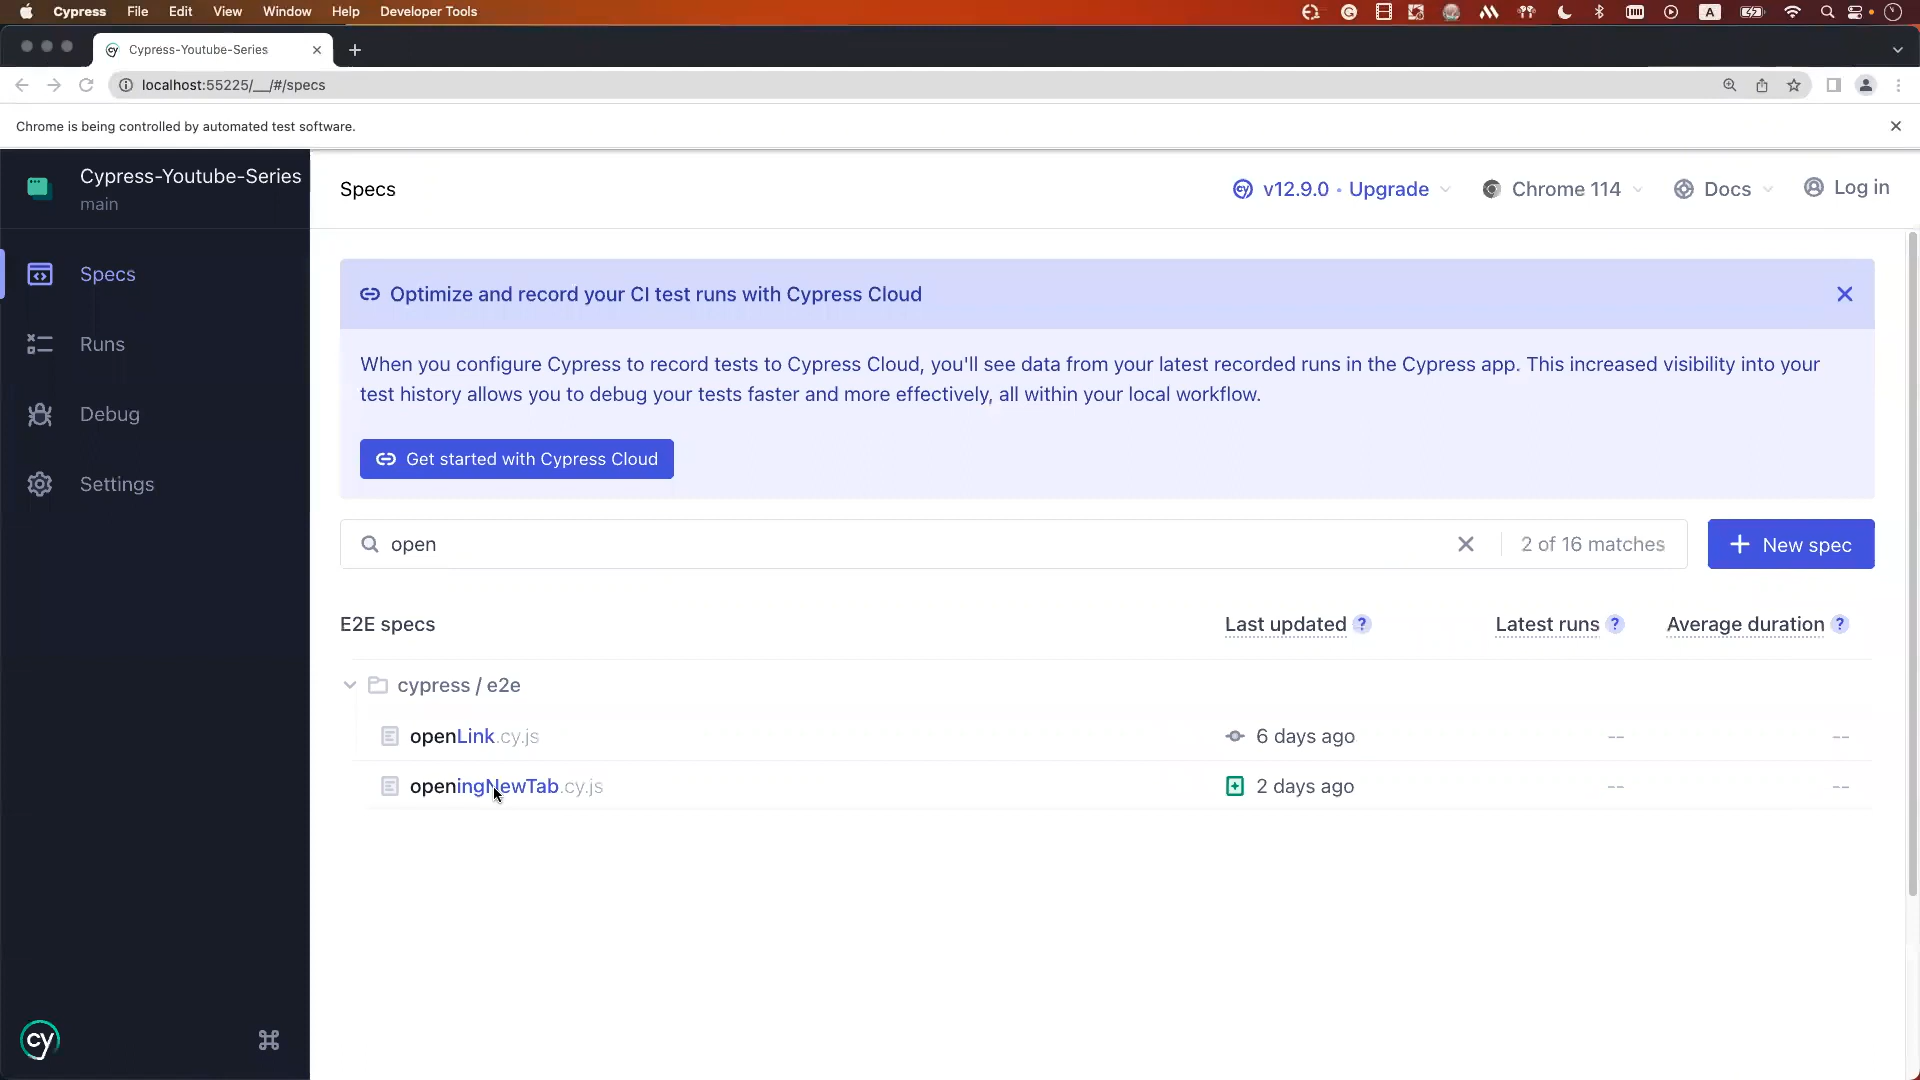 Cypress File Edit View Window Help Developer Tools
A
Cypress-Youtube-Series
localhost:55225/__/#/specs
Chrome is being controlled by automated test software.
Cypress-Youtube-Series
main
Specs
Runs
Debug
Settings
cy
Specs
v12.9.0 • Upgrade
Chrome 114
Docs
Log in
Optimize and record your CI test runs with Cypress Cloud
When you configure Cypress to record tests to Cypress Cloud, you'll see data from your latest recorded runs in the Cypress app. This increased visibility into your
test history allows you to debug your tests faster and more effectively, all within your local workflow.
Get started with Cypress Cloud
open
2 of 16 matches
New spec
E2E specs
Last updated ?
Latest runs ?
Average duration ?
cypress / e2e
openLink.cy.js
6 days ago
--
--
openingNewTab.cy.js
2 days ago
--
--